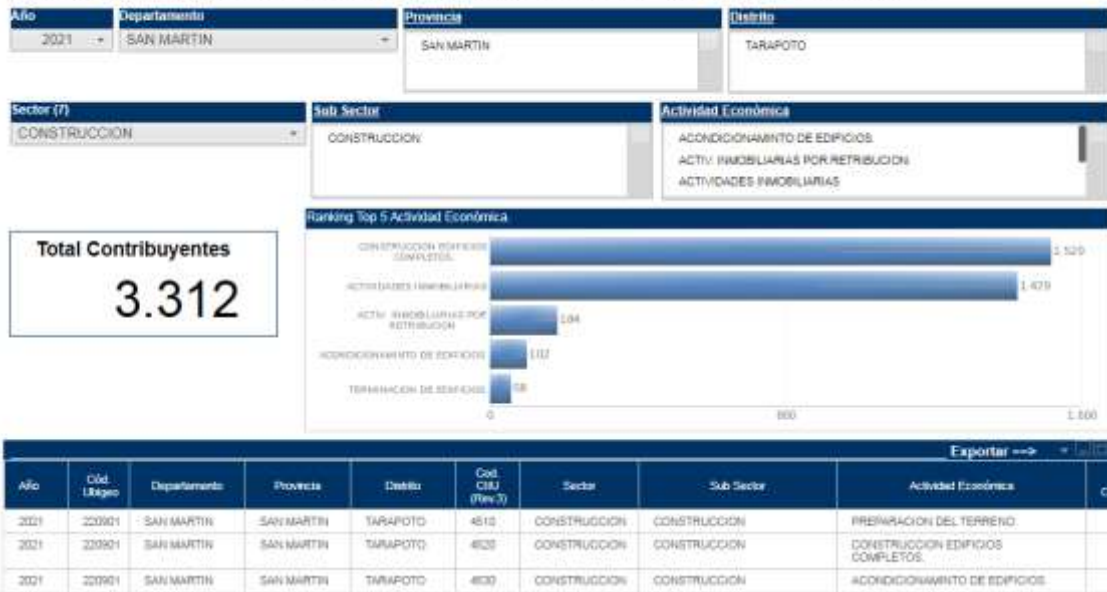 Año
Departamento
Provincia
Distrito
2021
SAN MARTIN
SAN MARTIN
TARAPOTO
Sector (7)
Sub Sector
Actividad Económica
CONSTRUCCION
CONSTRUCCION
ACONDICIONAMINTO DE EDIFICIOS.
ACTIV. INMOBILIARIAS POR RETRIBUCION
ACTIVIDADES INMOBILIARIAS
Ranking Top 5 Actividad Económica
Total Contribuyentes
3.312
CONSTRUCCION EDIFICIOS
COMPLETOS.
ACTIVIDADES INMOBILIARIAS
ACTIV. INMOBILIARIAS POR
RETRIBUCION
184
ACONDICIONAMINTO DE EDIFICIOS.
102
TERMINACION DE EDIFICIOS.
58
0
800
1.600
Exportar ==>
Año
Cód. Ubigeo
Departamento
Provincia
Distrito
Cod. CIIU (Rev.3)
Sector
Sub Sector
Actividad Económica
2021 220901 SAN MARTIN SAN MARTIN TARAPOTO 4510 CONSTRUCCION CONSTRUCCION PREPARACION DEL TERRENO.
2021 220901 SAN MARTIN SAN MARTIN TARAPOTO 4520 CONSTRUCCION CONSTRUCCION CONSTRUCCION EDIFICIOS
COMPLETOS.
2021 220901 SAN MARTIN SAN MARTIN TARAPOTO 4530 CONSTRUCCION CONSTRUCCION ACONDICIONAMINTO DE EDIFICIOS.